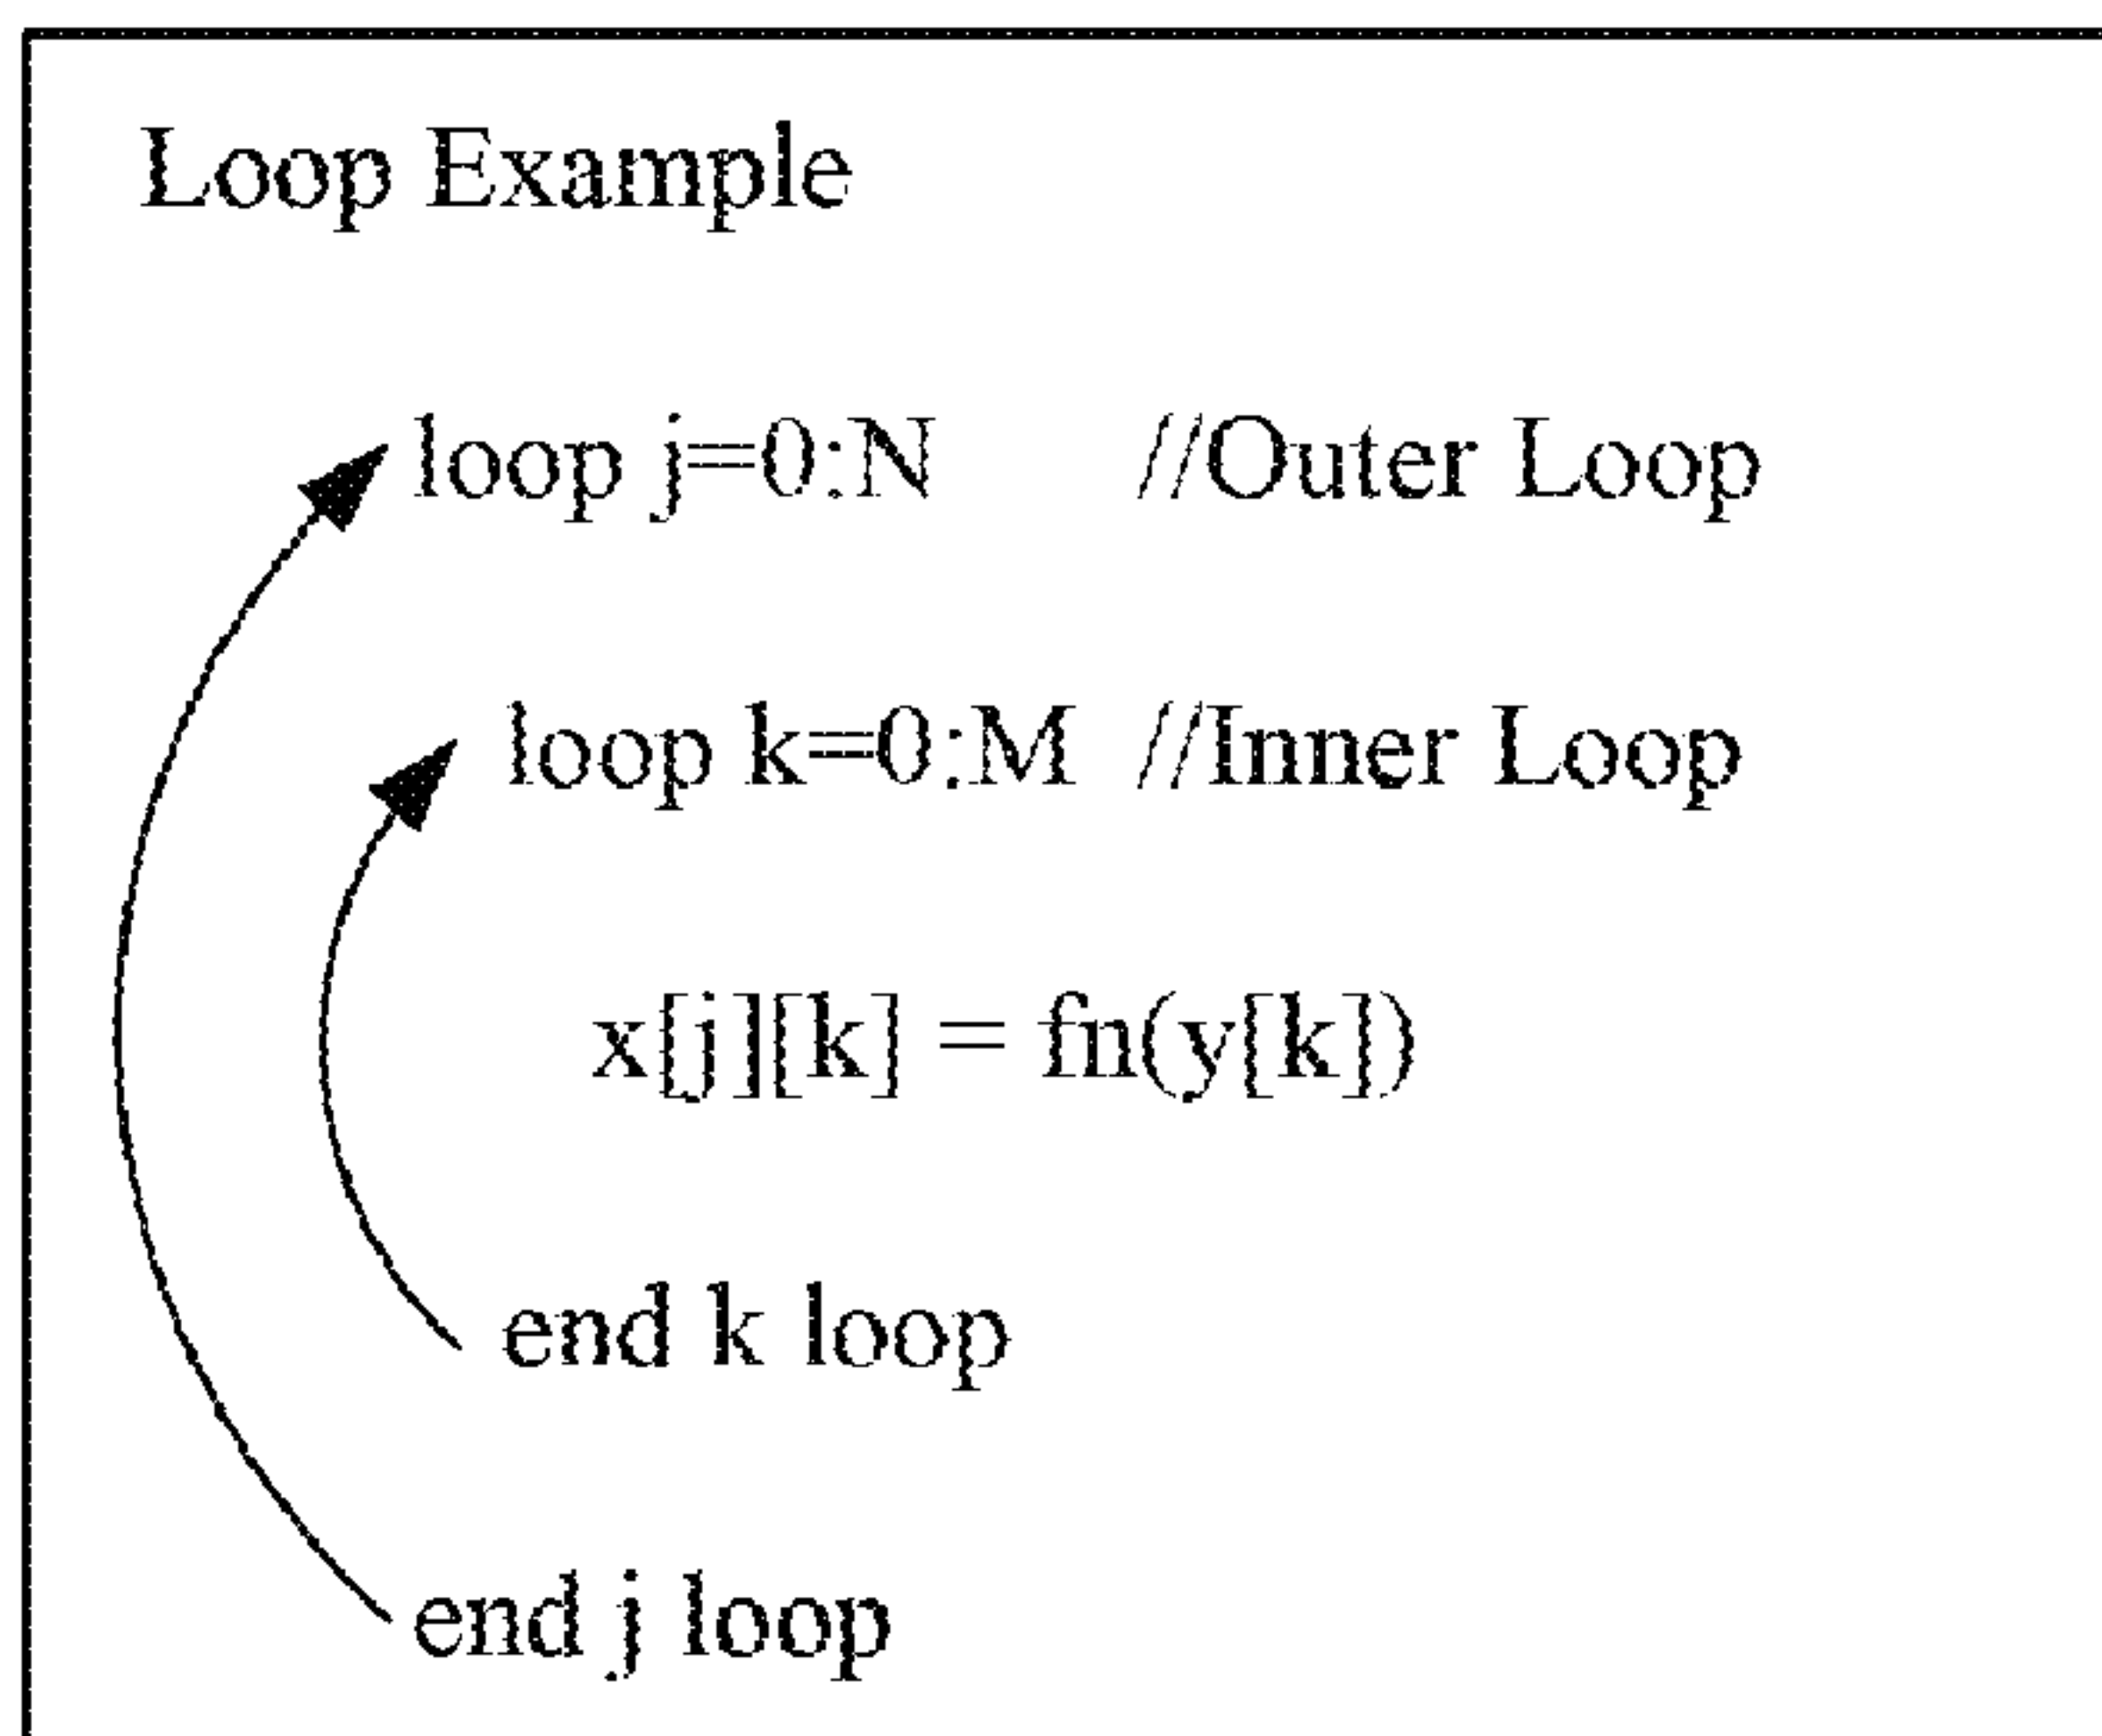 Loop Example
loop j=0:N //Outer Loop
loop k=0:M //Inner Loop
x[j][k] = fn(y[k])
end k loop
end j loop